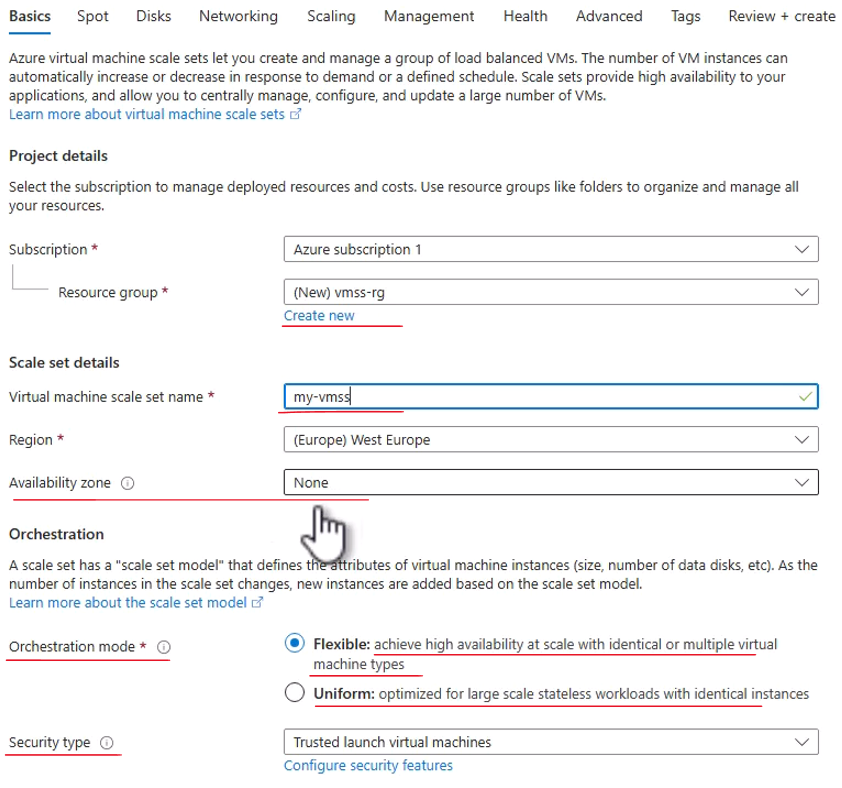 Basics Spot Disks Networking Scaling Management Health Advanced Tags Review + create
Azure virtual machine scale sets let you create and manage a group of load balanced VMs. The number of VM instances can
automatically increase or decrease in response to demand or a defined schedule. Scale sets provide high availability to your
applications, and allow you to centrally manage, configure, and update a large number of VMs.
Learn more about virtual machine scale sets
Project details
Select the subscription to manage deployed resources and costs. Use resource groups like folders to organize and manage all
your resources.
Subscription * Azure subscription 1
Resource group * (New) vmss-rg
Create new
Scale set details
Virtual machine scale set name * my-vmss
Region * (Europe) West Europe
Availability zone None
Orchestration
A scale set has a "scale set model" that defines the attributes of virtual machine instances (size, number of data disks, etc). As the
number of instances in the scale set changes, new instances are added based on the scale set model.
Learn more about the scale set model
Orchestration mode * Flexible: achieve high availability at scale with identical or multiple virtual
machine types
Uniform: optimized for large scale stateless workloads with identical instances
Security type Trusted launch virtual machines
Configure security features